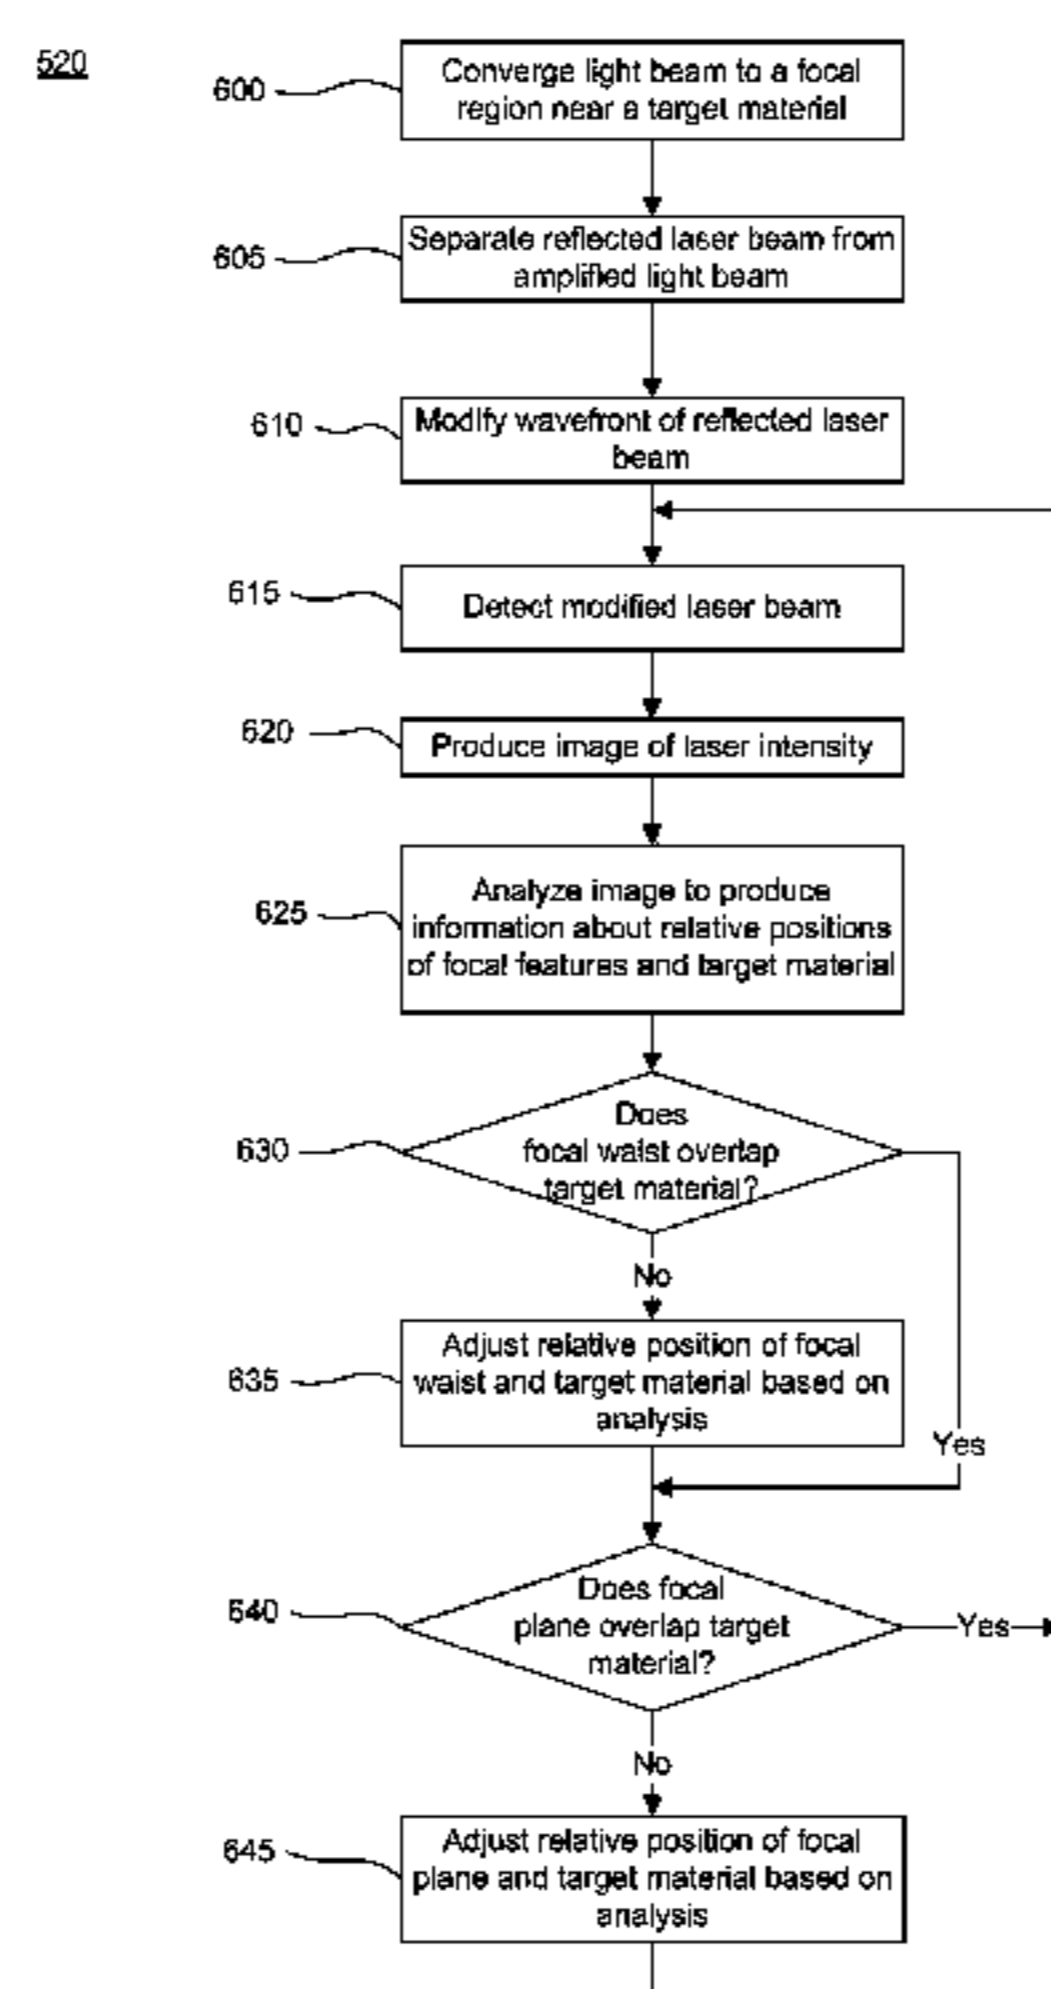 520
600
Converge light beam to a focal
region near a target material
605
Separate reflected laser beam from
amplified light beam
610
Modify wavefront of reflected laser
beam
615
Detect modified laser beam
620
Produce image of laser intensity
625
Analyze image to produce
information about relative positions
of focal features and target material
630
Does
focal waist overlap
target material?
No
635
Adjust relative position of focal
waist and target material based on
analysis
Yes
640
Does focal
plane overlap target
material?
Yes
No
645
Adjust relative position of focal
plane and target material based on
analysis